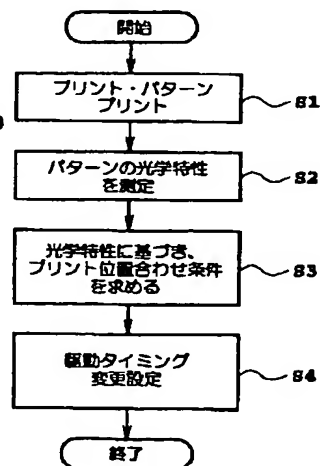 開始
プリント・パターン
プリント
S1
パターンの光学特性
を測定
S2
光学特性に基づき、
プリント位置合わせ条件
を求める
S3
駆動タイミング
変更設定
S4
終了